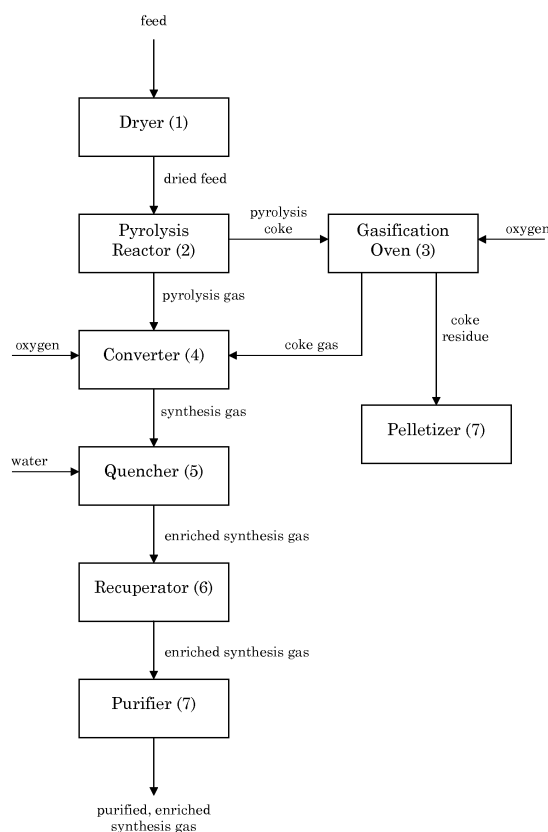 feed
Dryer (1)
dried feed
Pyrolysis
Reactor (2)
pyrolysis
coke
Gasification
Oven (3)
oxygen
pyrolysis gas
oxygen
Converter (4)
coke gas
coke
residue
synthesis gas
Pelletizer (7)
water
Quencher (5)
enriched synthesis gas
Recuperator (6)
enriched synthesis gas
Purifier (7)
purified, enriched
synthesis gas